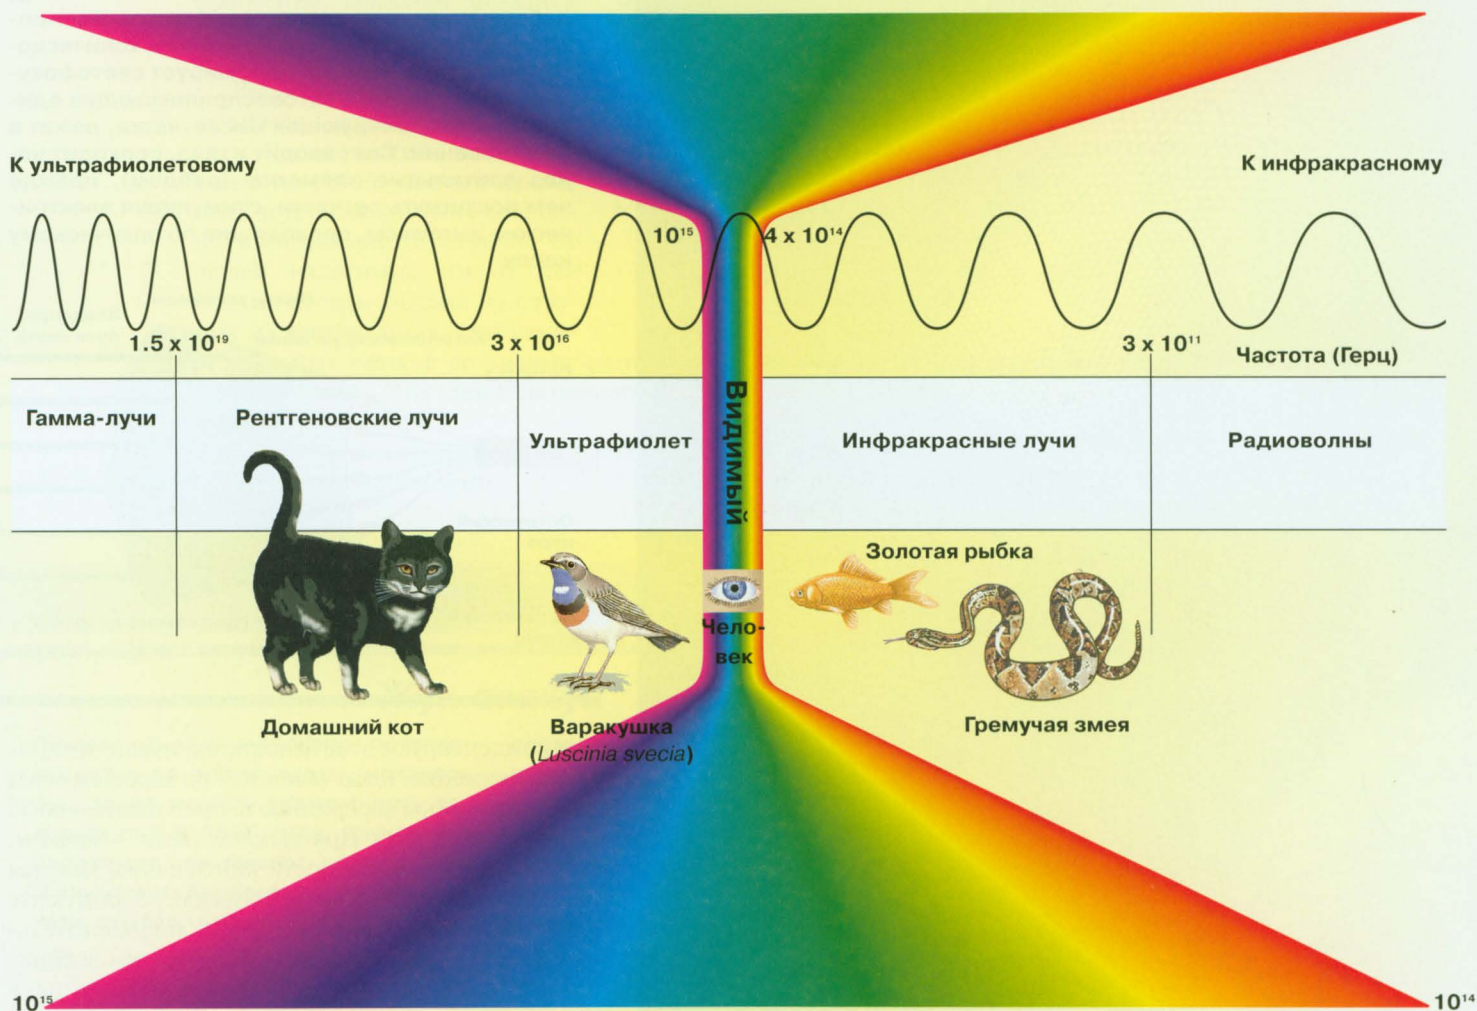 К ультрафиолетовому
К инфракрасному
10¹⁵
4 x 10¹⁴
1.5 x 10¹⁹
3 x 10¹⁶
3 x 10¹¹
Частота (Герц)
Гамма-лучи
Рентгеновские лучи
Ультрафиолет
Видимый
Инфракрасные лучи
Радиоволны
Золотая рыбка
Чело-
век
Домашний кот
Варакушка
(Luscinia svecia)
Гремучая змея
10¹⁵
10¹⁴